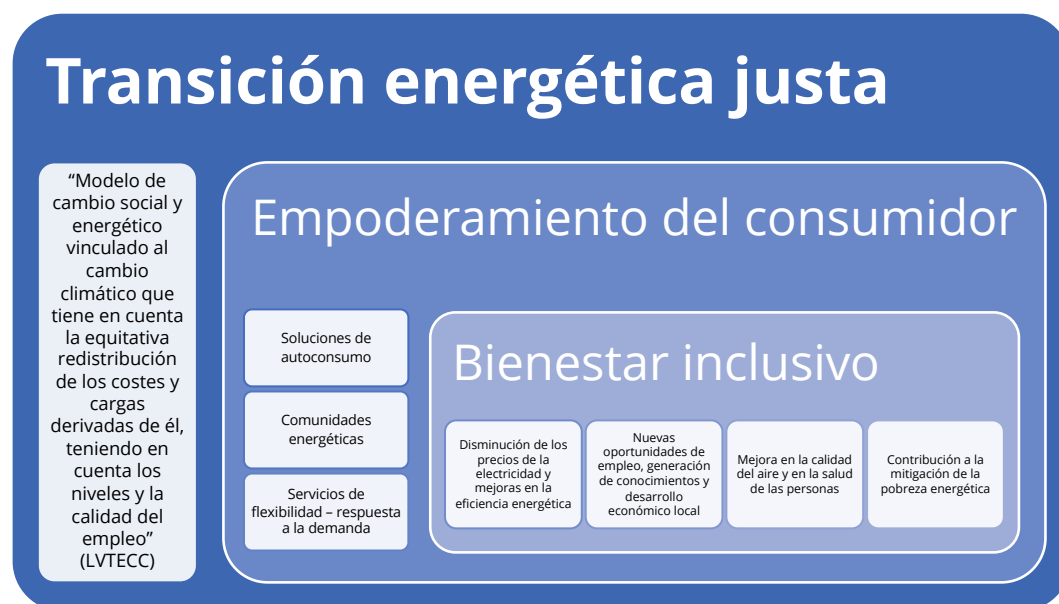 Transición energética justa
“Modelo de
cambio social y
energético
vinculado al
cambio
climático que
tiene en cuenta
la equitativa
redistribución
de los costes y
cargas
derivadas de él,
teniendo en
cuenta los
niveles y la
calidad del
empleo”
(LVTECC)
Empoderamiento del consumidor
Soluciones de
autoconsumo
Comunidades
energéticas
Servicios de
flexibilidad – respuesta
a la demanda
Bienestar inclusivo
Disminución de los
precios de la
electricidad y
mejoras en la
eficiencia energética
Nuevas
oportunidades de
empleo, generación
de conocimientos y
desarrollo
económico local
Mejora en la calidad
del aire y en la salud
de las personas
Contribución a la
mitigación de la
pobreza energética